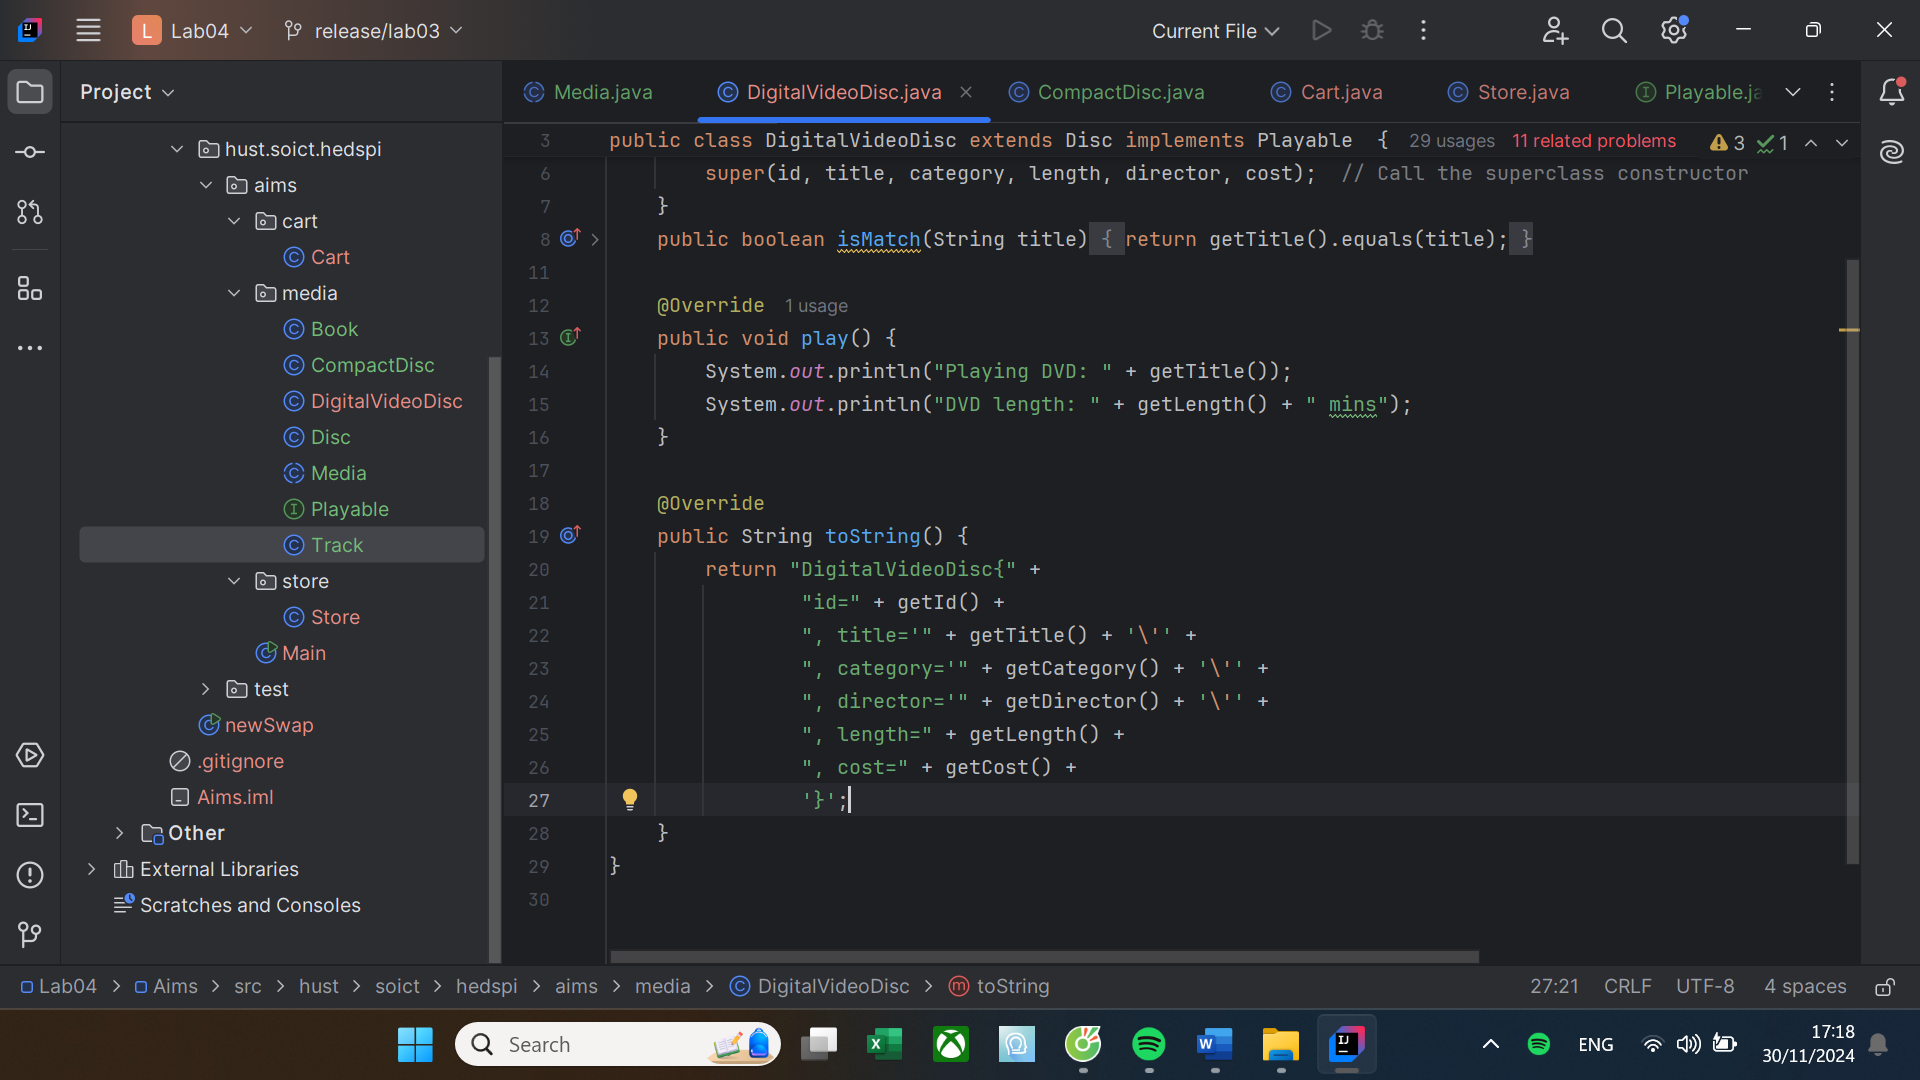 L Lab04 release/lab03 Current File
Project
Media.java DigitalVideoDisc.java CompactDisc.java Cart.java Store.java Playable.ja
hust.soict.hedspi
aims
cart
Cart
media
Book
CompactDisc
DigitalVideoDisc
Disc
Media
Playable
Track
store
Store
Main
test
newSwap
.gitignore
Aims.iml
Other
External Libraries
Scratches and Consoles
3 public class DigitalVideoDisc extends Disc implements Playable { 29 usages 11 related problems 3 1
6 super(id, title, category, length, director, cost); // Call the superclass constructor
7 }
8 public boolean isMatch(String title) { return getTitle().equals(title); }
11
12 @Override 1 usage
13 public void play() {
14 System.out.println("Playing DVD: " + getTitle());
15 System.out.println("DVD length: " + getLength() + " mins");
16 }
17
18 @Override
19 public String toString() {
20 return "DigitalVideoDisc{" +
21 "id=" + getId() +
22 ", title='" + getTitle() + '\'' +
23 ", category='" + getCategory() + '\'' +
24 ", director='" + getDirector() + '\'' +
25 ", length=" + getLength() +
26 ", cost=" + getCost() +
27 '}';
28 }
29 }
30
Lab04 > Aims > src > hust > soict > hedspi > aims > media > DigitalVideoDisc > toString 27:21 CRLF UTF-8 4 spaces
Search ENG 17:18
30/11/2024